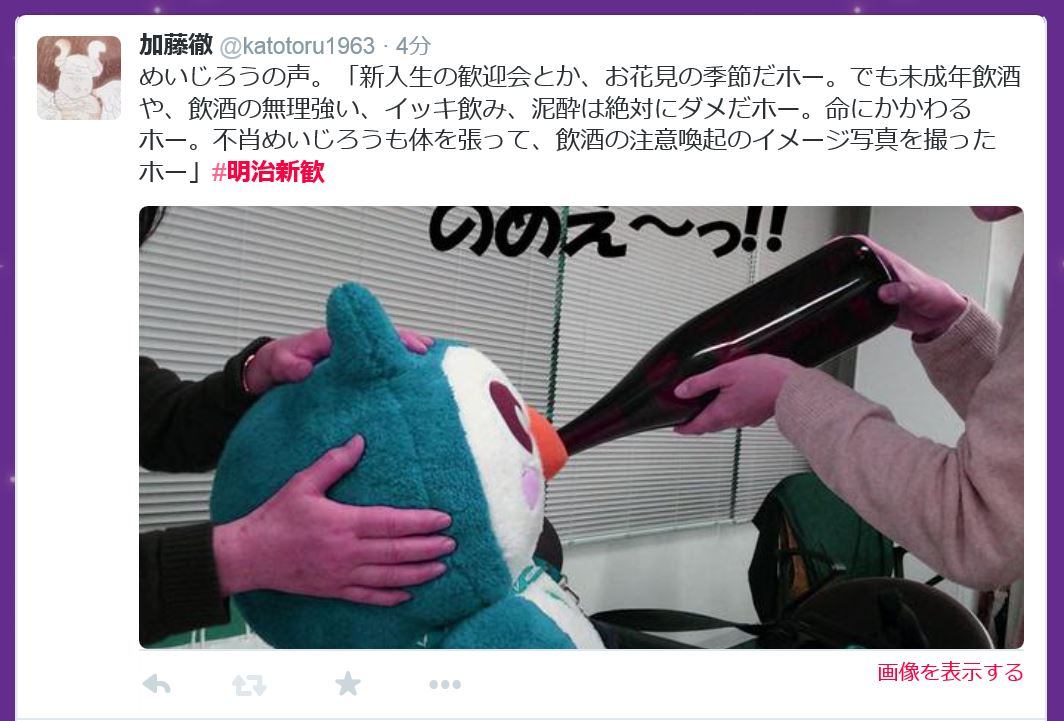 加藤徹 @katotoru1963 · 4分
めいじろうの声。「新入生の歓迎会とか、お花見の季節だホー。でも未成年飲酒
や、飲酒の無理強い、イッキ飲み、泥酔は絶対にダメだホー。命にかかわる
ホー。不肖めいじろうも体を張って、飲酒の注意喚起のイメージ写真を撮った
ホー」#明治新歓
のめえ〜っ!!
画像を表示する